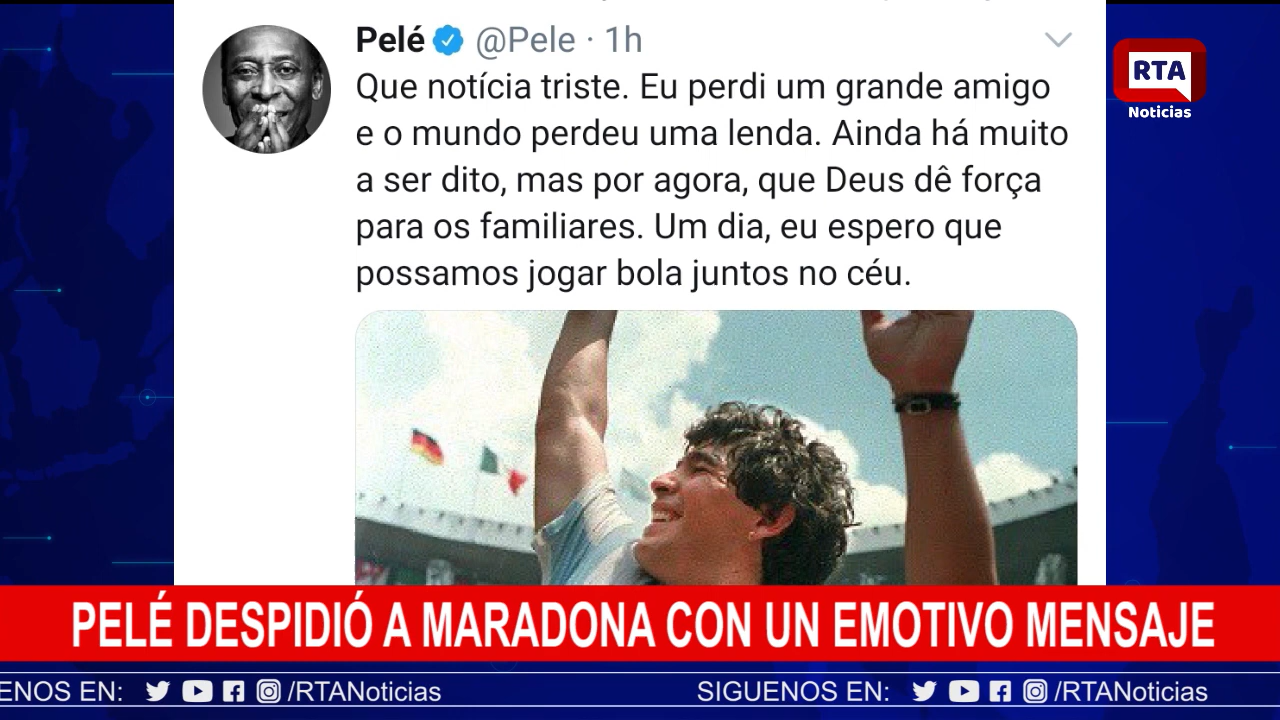 Pelé @Pele · 1h
Que notícia triste. Eu perdi um grande amigo
e o mundo perdeu uma lenda. Ainda há muito
a ser dito, mas por agora, que Deus dê força
para os familiares. Um dia, eu espero que
possamos jogar bola juntos no céu.
RTA
Noticias
PELÉ DESPIDIÓ A MARADONA CON UN EMOTIVO MENSAJE
ENOS EN: /RTANoticias SIGUENOS EN: /RTANoticias